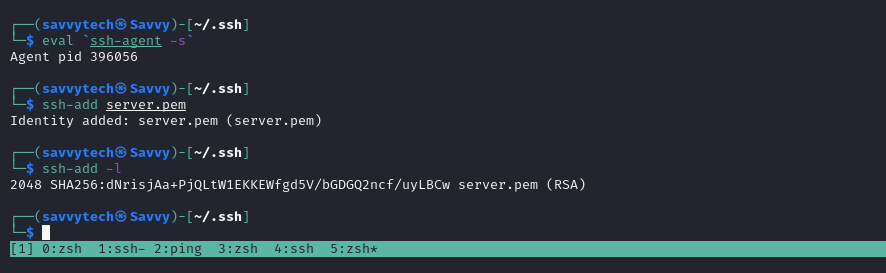 ┌──(savvytech㉿Savvy)-[~/.ssh]
└─$ eval `ssh-agent -s`
Agent pid 396056
┌──(savvytech㉿Savvy)-[~/.ssh]
└─$ ssh-add server.pem
Identity added: server.pem (server.pem)
┌──(savvytech㉿Savvy)-[~/.ssh]
└─$ ssh-add -l
2048 SHA256:dNrisjAa+PjQLtW1EKKEWfgd5V/bGDGQ2ncf/uyLBCw server.pem (RSA)
┌──(savvytech㉿Savvy)-[~/.ssh]
└─$
[1] 0:zsh  1:ssh- 2:ping  3:zsh  4:ssh  5:zsh*